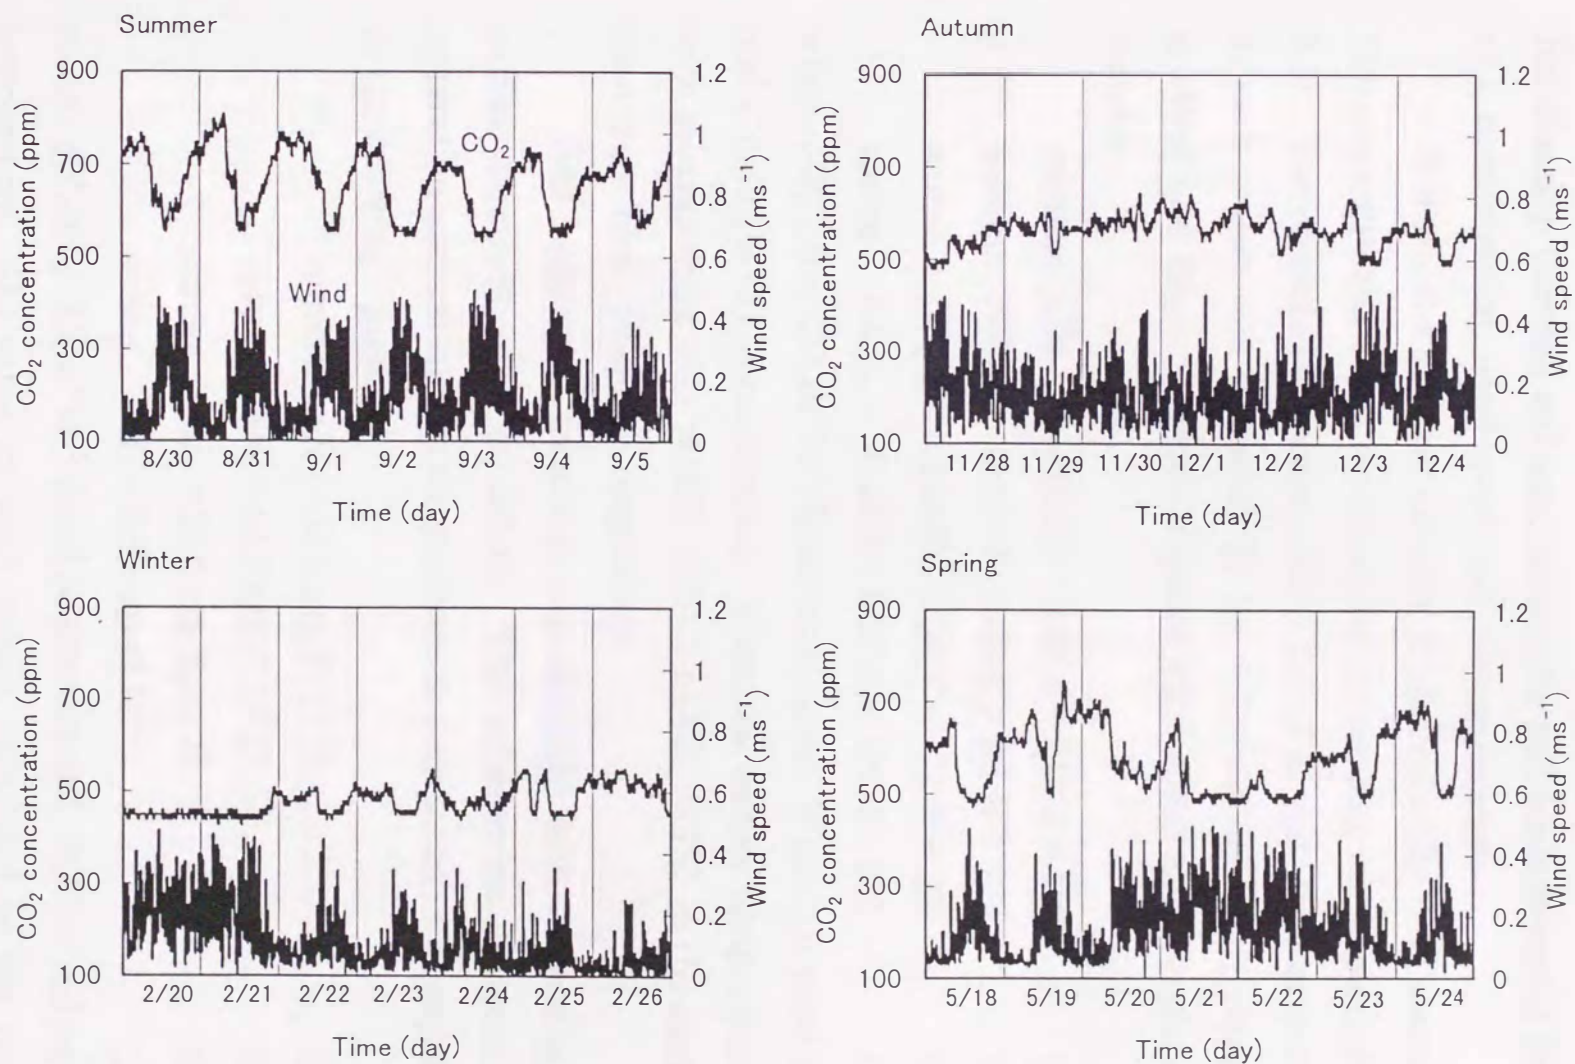 Summer
900
700
500
300
100
CO₂ concentration (ppm)
1.2
1
0.8
0.6
0.4
0.2
0
Wind speed (ms⁻¹)
CO₂
Wind
8/30 8/31 9/1 9/2 9/3 9/4 9/5
Time (day)
Autumn
900
700
500
300
100
CO₂ concentration (ppm)
1.2
1
0.8
0.6
0.4
0.2
0
Wind speed (ms⁻¹)
11/28 11/29 11/30 12/1 12/2 12/3 12/4
Time (day)
Winter
900
700
500
300
100
CO₂ concentration (ppm)
1.2
1
0.8
0.6
0.4
0.2
0
Wind speed (ms⁻¹)
2/20 2/21 2/22 2/23 2/24 2/25 2/26
Time (day)
Spring
900
700
500
300
100
CO₂ concentration (ppm)
1.2
1
0.8
0.6
0.4
0.2
0
Wind speed (ms⁻¹)
5/18 5/19 5/20 5/21 5/22 5/23 5/24
Time (day)